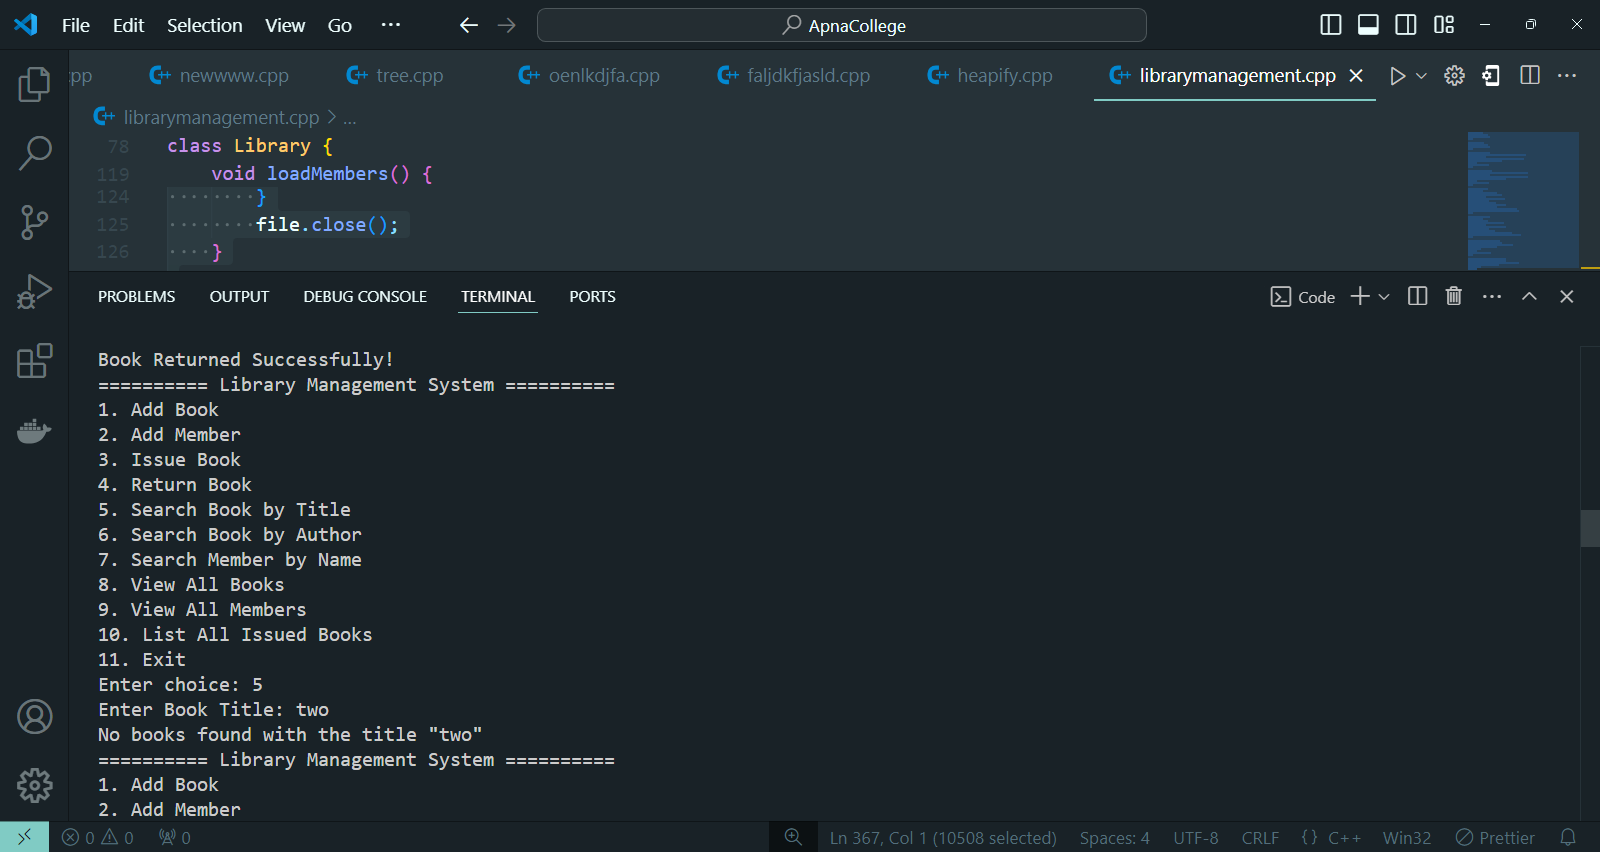 File Edit Selection View Go ··· ApnaCollege
cpp newwww.cpp tree.cpp oenlkdjfa.cpp faljdkfjasld.cpp heapify.cpp librarymanagement.cpp
librarymanagement.cpp > ...
78 class Library {
119 void loadMembers() {
124 }
125 file.close();
126 }
PROBLEMS OUTPUT DEBUG CONSOLE TERMINAL PORTS Code
Book Returned Successfully!
========== Library Management System ==========
1. Add Book
2. Add Member
3. Issue Book
4. Return Book
5. Search Book by Title
6. Search Book by Author
7. Search Member by Name
8. View All Books
9. View All Members
10. List All Issued Books
11. Exit
Enter choice: 5
Enter Book Title: two
No books found with the title "two"
========== Library Management System ==========
1. Add Book
2. Add Member
0 0 0 Ln 367, Col 1 (10508 selected) Spaces: 4 UTF-8 CRLF {} C++ Win32 Prettier